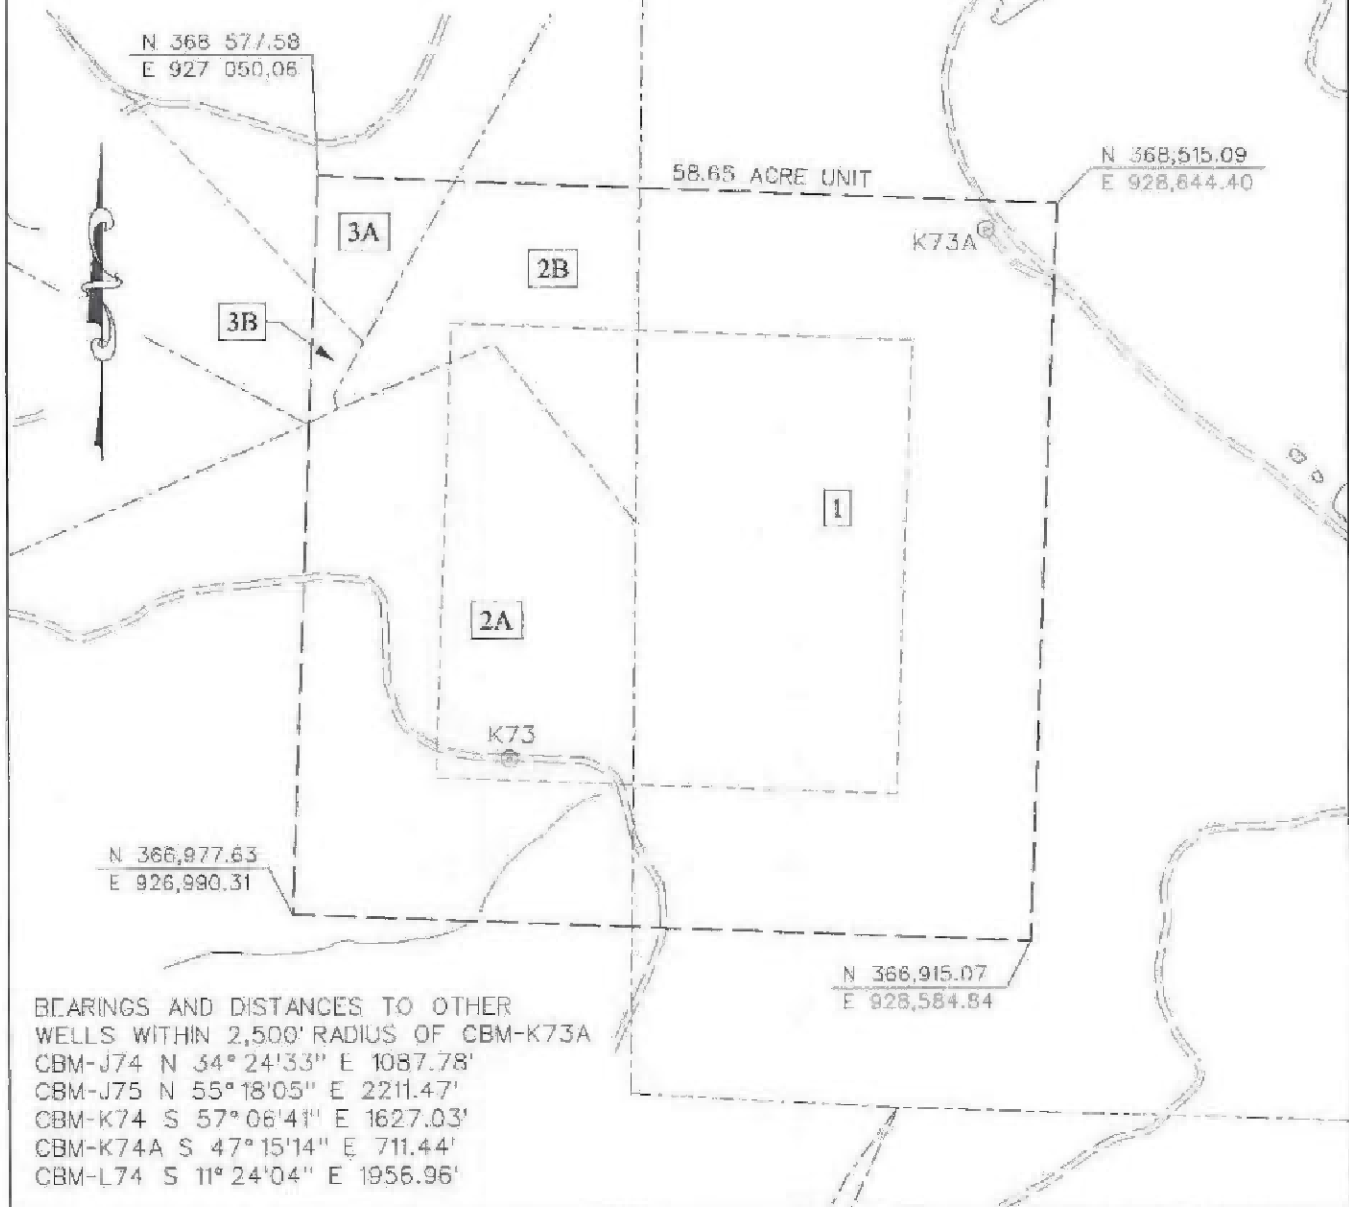 N 368 577.58
E 927 050.06
58.65 ACRE UNIT
N 368,515.09
E 928,644.40
K73A
3A
2B
3B
1
2A
K73
N 366,977.63
E 926,990.31
N 366,915.07
E 928,584.84
BEARINGS AND DISTANCES TO OTHER
WELLS WITHIN 2,500' RADIUS OF CBM-K73A
CBM-J74 N 34° 24'33" E 1087.78'
CBM-J75 N 55° 18'05" E 2211.47'
CBM-K74 S 57° 06'41" E 1627.03'
CBM-K74A S 47° 15'14" E 711.44'
CBM-L74 S 11° 24'04" E 1956.96'